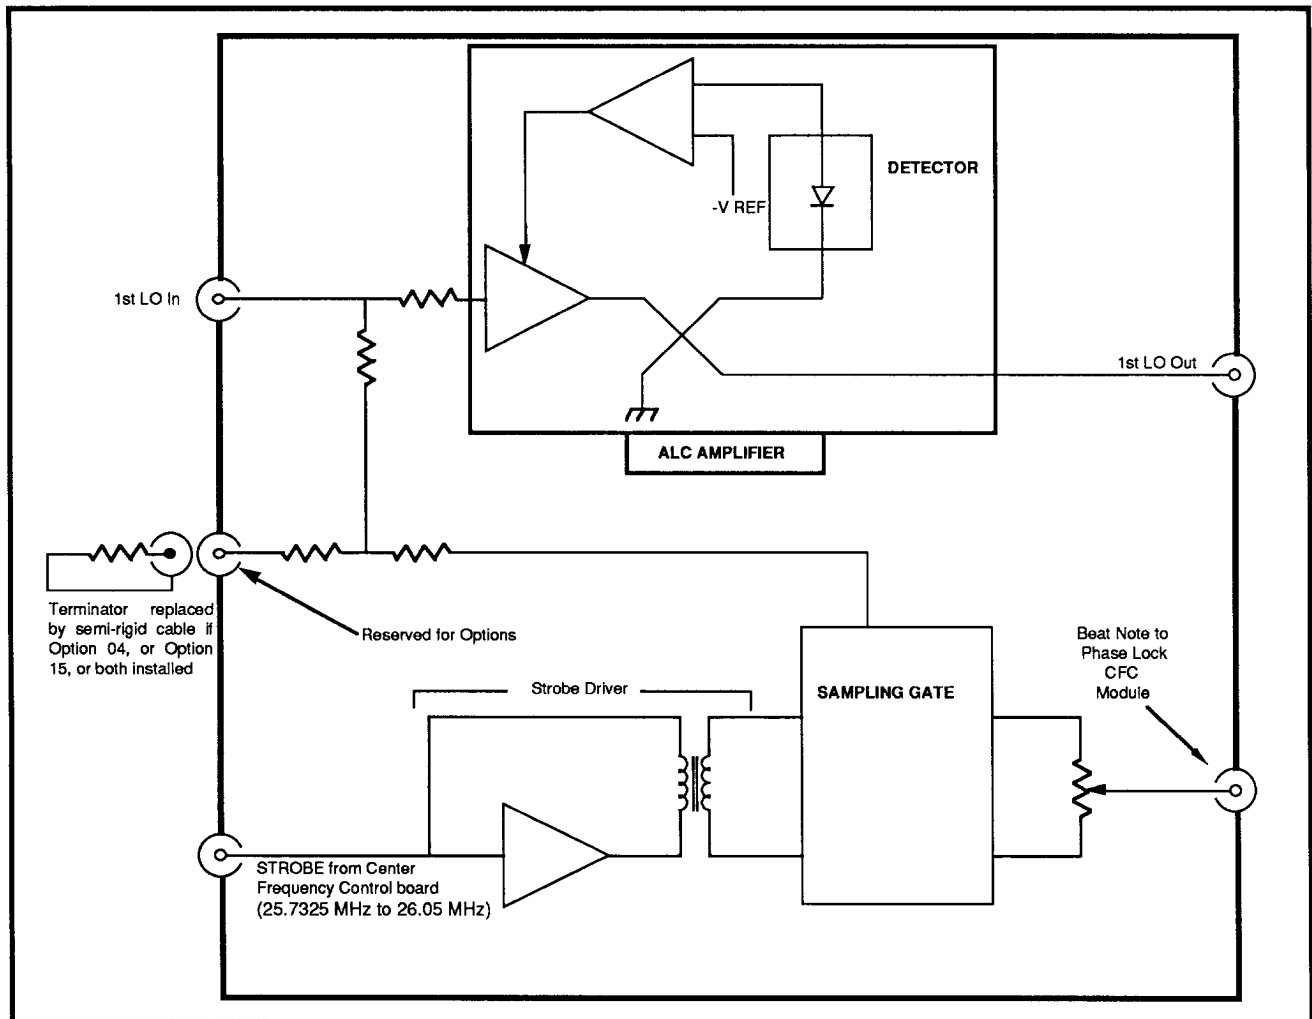 DETECTOR
-V REF
1st LO In
1st LO Out
ALC AMPLIFIER
Terminator replaced
by semi-rigid cable if
Option 04, or Option
15, or both installed
Reserved for Options
Beat Note to
Phase Lock
CFC
Module
Strobe Driver
SAMPLING GATE
STROBE from Center
Frequency Control board
(25.7325 MHz to 26.05 MHz)